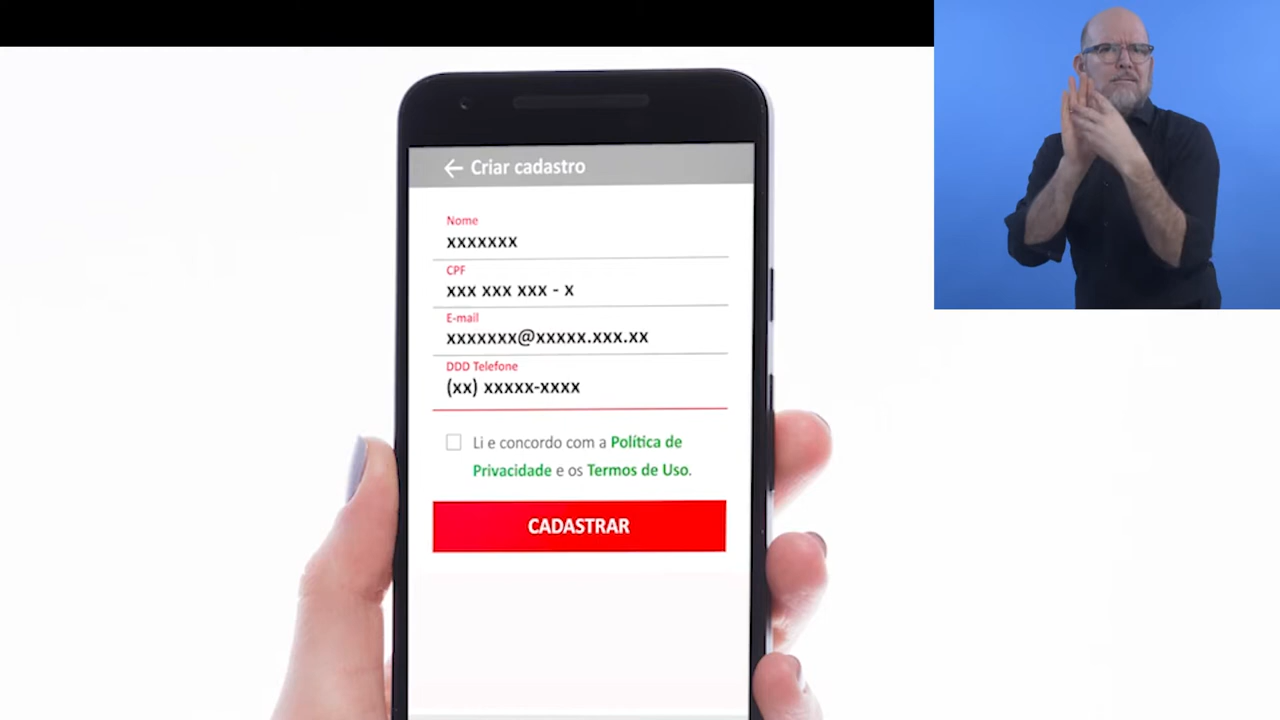 Criar cadastro
Nome
xxxxxxx
CPF
xxx xxx xxx - x
E-mail
xxxxxxx@xxxxx.xxx.xx
DDD Telefone
(xx) xxxxx-xxxx
Li e concordo com a Política de
Privacidade e os Termos de Uso.
CADASTRAR